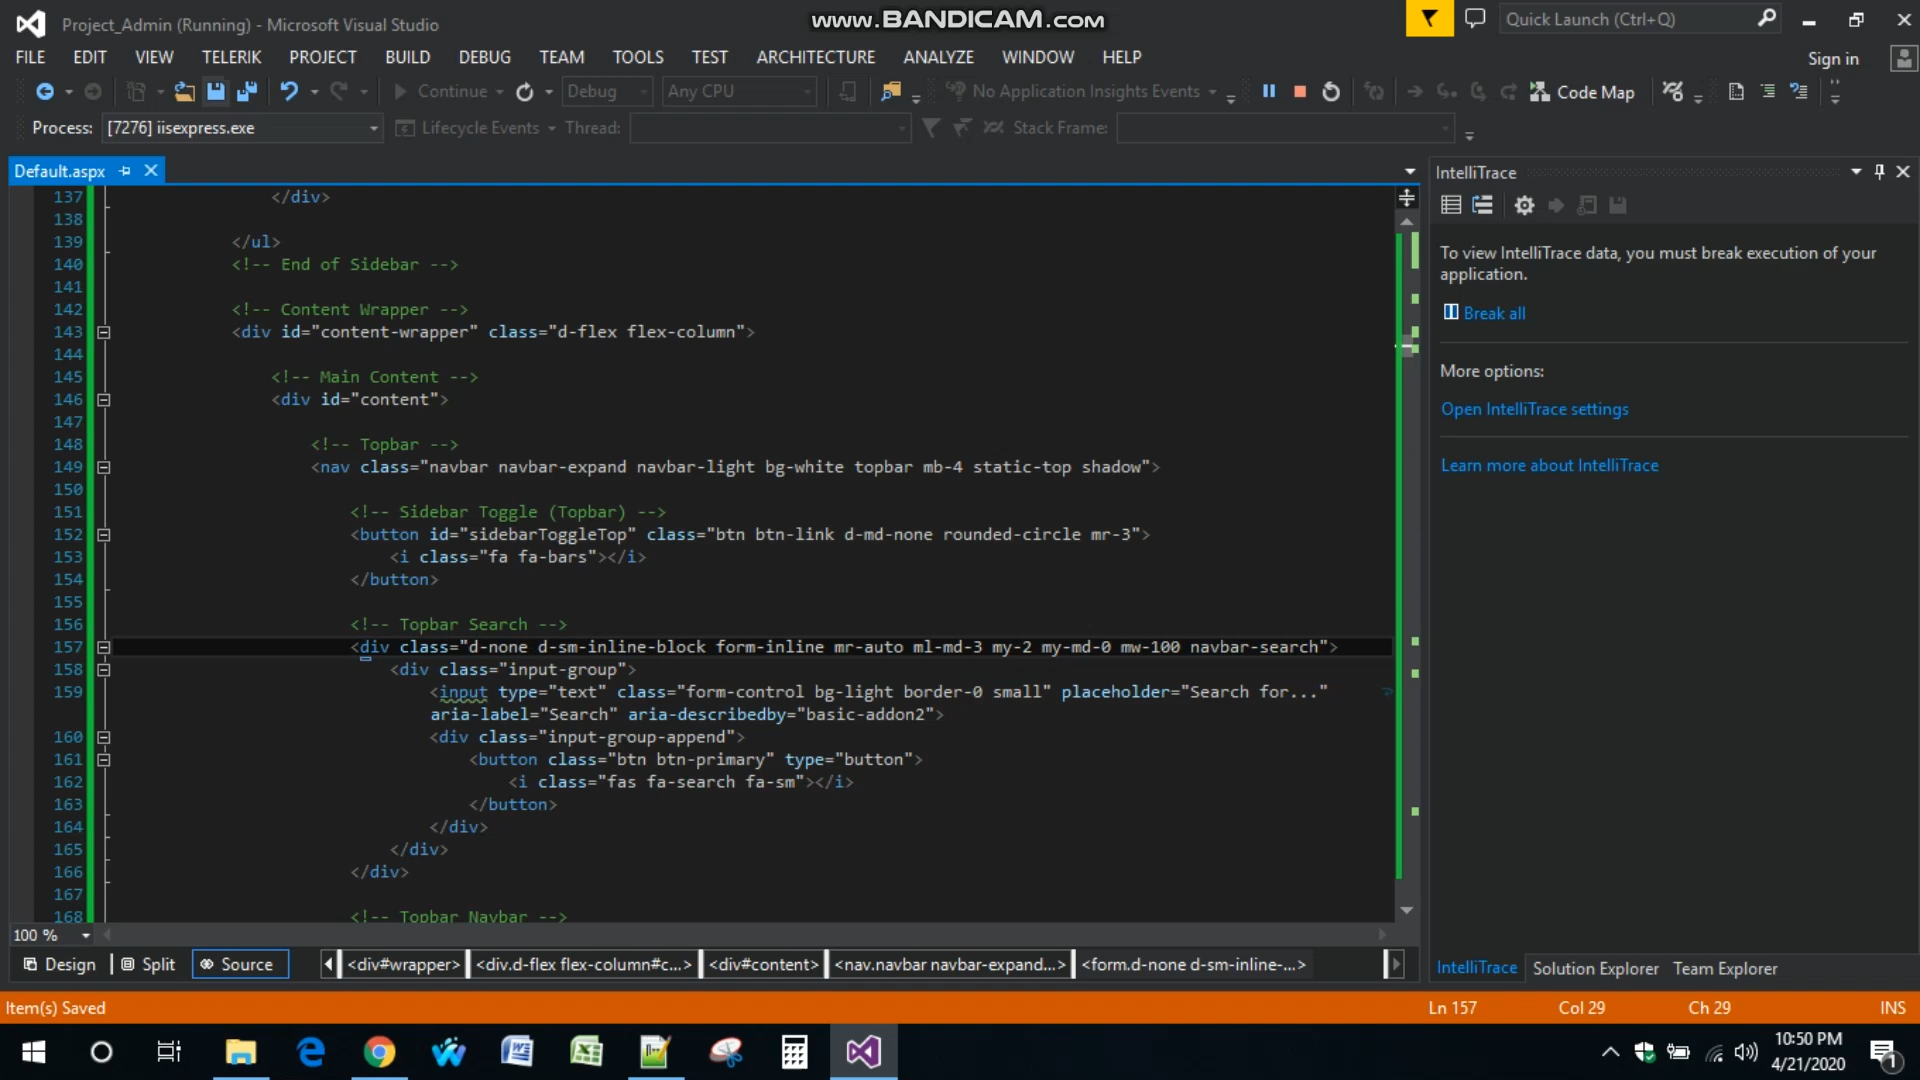 Project_Admin (Running) - Microsoft Visual Studio
www.BANDICAM.com
Quick Launch (Ctrl+Q)
FILE EDIT VIEW TELERIK PROJECT BUILD DEBUG TEAM TOOLS TEST ARCHITECTURE ANALYZE WINDOW HELP
Sign in
Continue Debug Any CPU No Application Insights Events Code Map
Process: [7276] iisexpress.exe Lifecycle Events Thread: Stack Frame:
Default.aspx
137 </div>
138
139 </ul>
140 <!-- End of Sidebar -->
141
142 <!-- Content Wrapper -->
143 <div id="content-wrapper" class="d-flex flex-column">
144
145 <!-- Main Content -->
146 <div id="content">
147
148 <!-- Topbar -->
149 <nav class="navbar navbar-expand navbar-light bg-white topbar mb-4 static-top shadow">
150
151 <!-- Sidebar Toggle (Topbar) -->
152 <button id="sidebarToggleTop" class="btn btn-link d-md-none rounded-circle mr-3">
153 <i class="fa fa-bars"></i>
154 </button>
155
156 <!-- Topbar Search -->
157 <div class="d-none d-sm-inline-block form-inline mr-auto ml-md-3 my-2 my-md-0 mw-100 navbar-search">
158 <div class="input-group">
159 <input type="text" class="form-control bg-light border-0 small" placeholder="Search for..."
aria-label="Search" aria-describedby="basic-addon2">
160 <div class="input-group-append">
161 <button class="btn btn-primary" type="button">
162 <i class="fas fa-search fa-sm"></i>
163 </button>
164 </div>
165 </div>
166 </div>
167
168 <!-- Topbar Navbar -->
100 %
Design Split Source <div#wrapper> <div.d-flex flex-column#c...> <div#content> <nav.navbar navbar-expand...> <form.d-none d-sm-inline-...>
IntelliTrace
To view IntelliTrace data, you must break execution of your
application.
Break all
More options:
Open IntelliTrace settings
Learn more about IntelliTrace
IntelliTrace Solution Explorer Team Explorer
Item(s) Saved
Ln 157 Col 29 Ch 29 INS
10:50 PM
4/21/2020
1